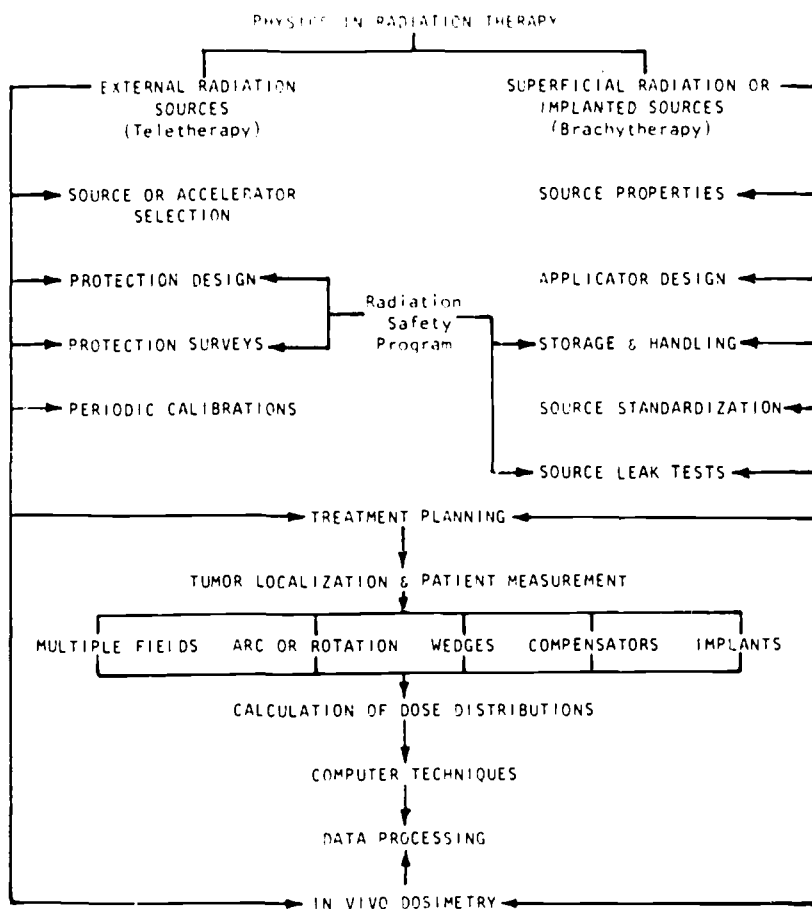 PHYSICS IN RADIATION THERAPY
EXTERNAL RADIATION
SOURCES
(Teletherapy)
SUPERFICIAL RADIATION OR
IMPLANTED SOURCES
(Brachytherapy)
SOURCE OR ACCELERATOR
SELECTION
SOURCE PROPERTIES
PROTECTION DESIGN
APPLICATOR DESIGN
Radiation
Safety
Program
PROTECTION SURVEYS
STORAGE & HANDLING
PERIODIC CALIBRATIONS
SOURCE STANDARDIZATION
SOURCE LEAK TESTS
TREATMENT PLANNING
TUMOR LOCALIZATION & PATIENT MEASUREMENT
MULTIPLE FIELDS ARC OR ROTATION WEDGES COMPENSATORS IMPLANTS
CALCULATION OF DOSE DISTRIBUTIONS
COMPUTER TECHNIQUES
DATA PROCESSING
IN VIVO DOSIMETRY